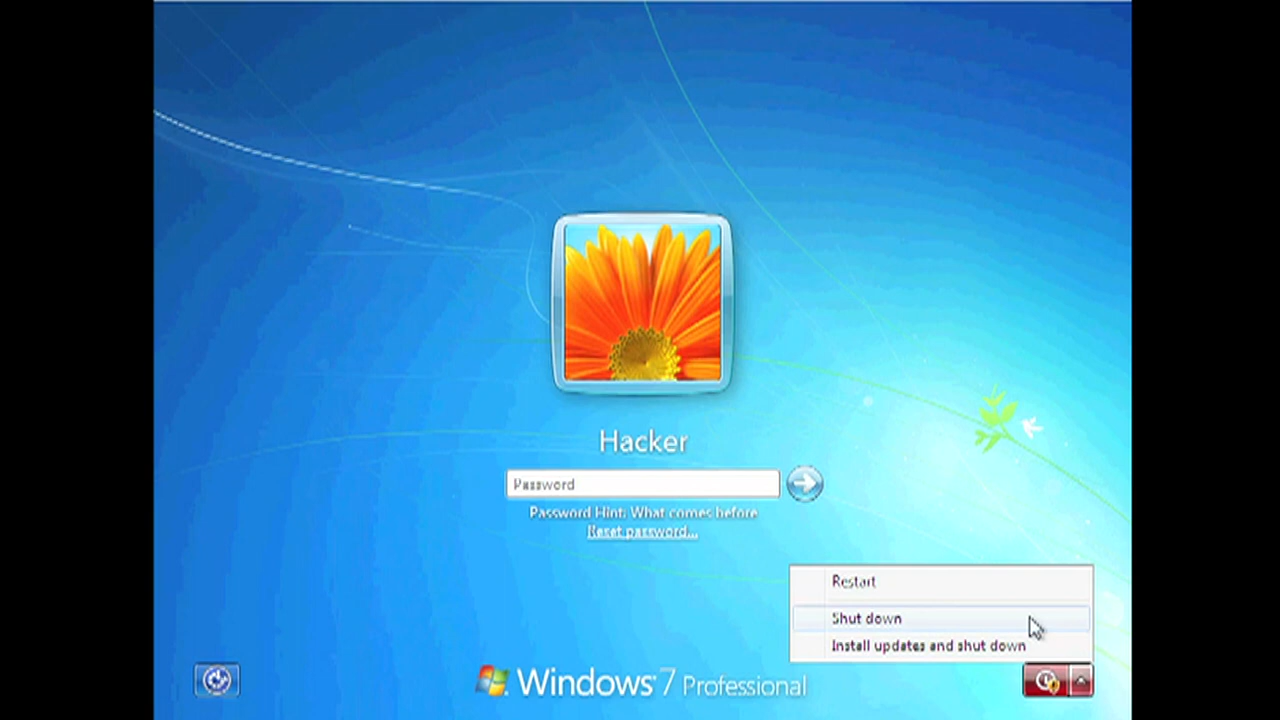 Hacker
Password
Password Hint: What comes before
Reset password...
Restart
Shut down
Install updates and shut down
Windows 7 Professional